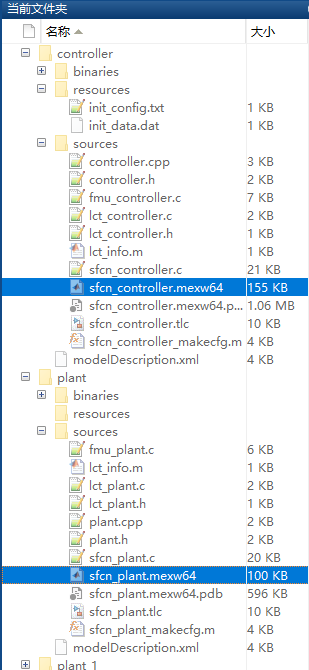 当前文件夹
名称 大小
controller
binaries
resources
init_config.txt 1 KB
init_data.dat 1 KB
sources
controller.cpp 3 KB
controller.h 2 KB
fmu_controller.c 7 KB
lct_controller.c 2 KB
lct_controller.h 1 KB
lct_info.m 1 KB
sfcn_controller.c 21 KB
sfcn_controller.mexw64 155 KB
sfcn_controller.mexw64.p... 1.06 MB
sfcn_controller.tlc 10 KB
sfcn_controller_makecfg.m 4 KB
modelDescription.xml 4 KB
plant
binaries
resources
sources
fmu_plant.c 6 KB
lct_info.m 1 KB
lct_plant.c 2 KB
lct_plant.h 1 KB
plant.cpp 2 KB
plant.h 2 KB
sfcn_plant.c 20 KB
sfcn_plant.mexw64 100 KB
sfcn_plant.mexw64.pdb 596 KB
sfcn_plant.tlc 10 KB
sfcn_plant_makecfg.m 4 KB
modelDescription.xml 4 KB
plant_1